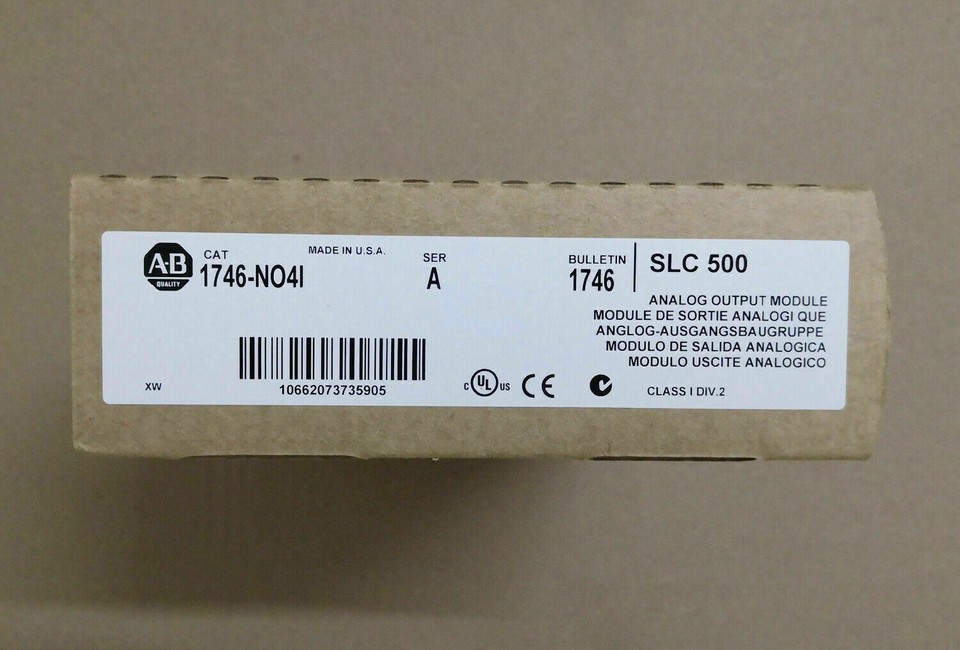 A-B
QUALITY
CAT
1746-NO4I
MADE IN U.S.A.
SER
A
BULLETIN
1746
SLC 500
ANALOG OUTPUT MODULE
MODULE DE SORTIE ANALOGI QUE
ANGLOG-AUSGANGSBAUGRUPPE
MODULO DE SALIDA ANALOGICA
MODULO USCITE ANALOGICO
XW
10662073735905
C UL US CE
CLASS I DIV.2